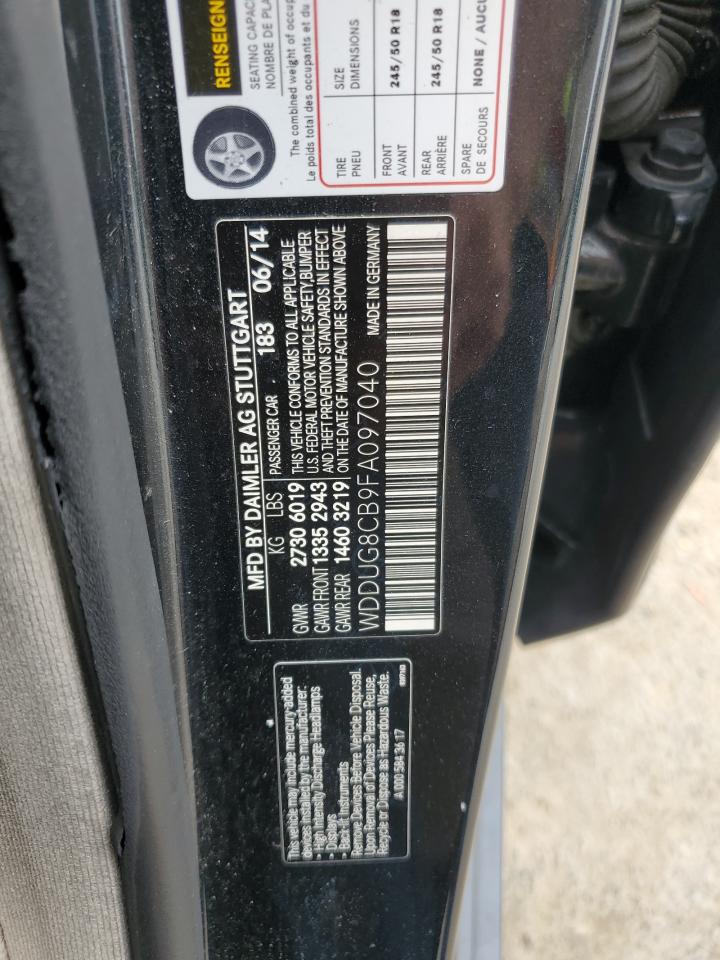 RENSEIGN
SEATING CAPACI
NOMBRE DE PLA
The combined weight of occup
Le poids total des occupants et du
TIRE
PNEU
SIZE
DIMENSIONS
FRONT
AVANT
245/50 R18
REAR
ARRIÈRE
245/50 R18
SPARE
DE SECOURS
NONE / AUCU
MFD BY DAIMLER AG STUTTGART
KG LBS PASSENGER CAR 183 06/14
GVWR 2730 6019
GAWR FRONT 1335 2943
GAWR REAR 1460 3219
THIS VEHICLE CONFORMS TO ALL APPLICABLE
U.S. FEDERAL MOTOR VEHICLE SAFETY, BUMPER
AND THEFT PREVENTION STANDARDS IN EFFECT
ON THE DATE OF MANUFACTURE SHOWN ABOVE
WDDUG8CB9FA097040 MADE IN GERMANY
This vehicle may include mercury-added
devices installed by the manufacturer:
• High Intensity Discharge Headlamps
• Displays
• Back lit Instruments
Remove Devices Before Vehicle Disposal.
Upon Removal of Devices Please Reuse,
Recycle or Dispose as Hazardous Waste.
A 000 584 36 17